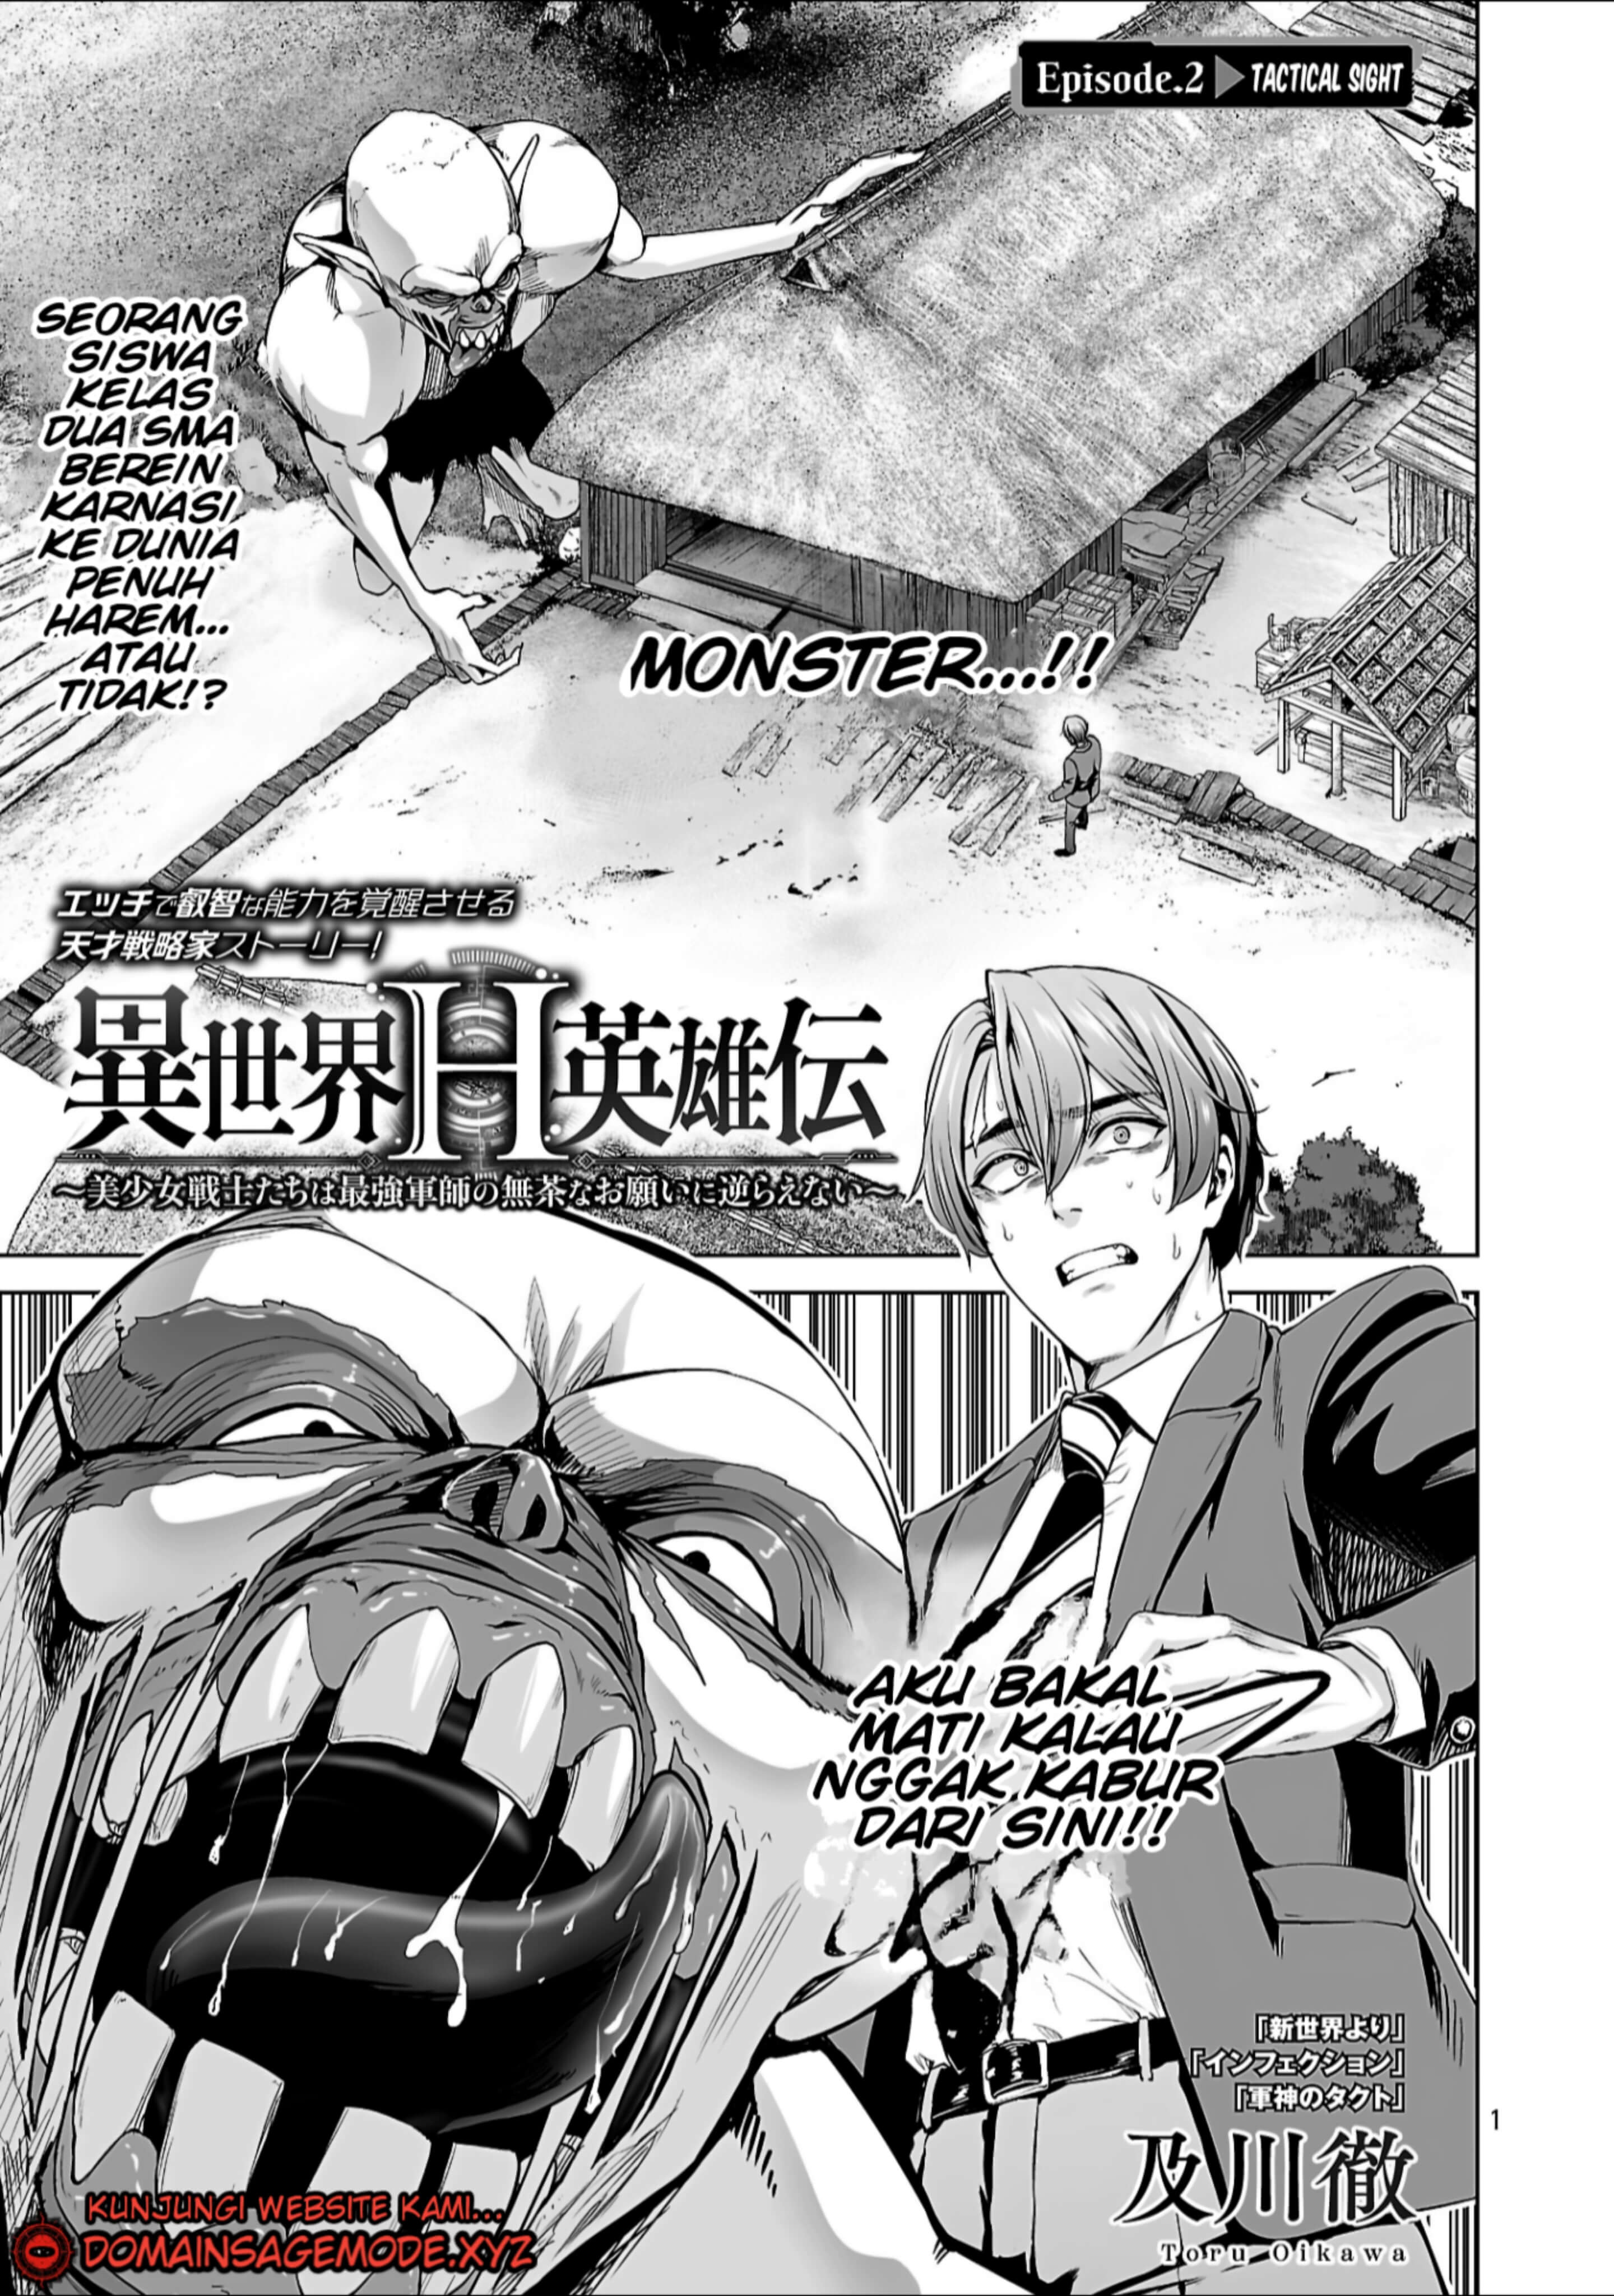 Episode.2 ▶ TACTICAL SIGHT
SEORANG
SISWA
KELAS
DUA SMA
BEREIN
KARNASI
KE DUNIA
PENUH
HAREM...
ATAU
TIDAK!?
MONSTER...!!
エッチで叡智な能力を覚醒させる
天才戦略家ストーリー!
異世界H英雄伝
~美少女戦士たちは最強軍師の無茶なお願いに逆らえない~
AKU BAKAL
MATI KALAU
NGGAK KABUR
DARI SINI!!
「新世界より」
「インフェクション」
「軍神のタクト」
及川徹
Toru Oikawa
1
KUNJUNGI WEBSITE KAMI...
DOMAINSAGEMODE.XYZ